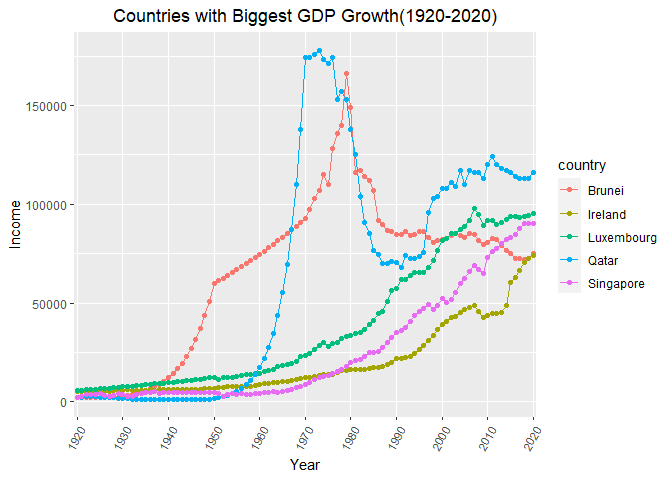 Countries with Biggest GDP Growth(1920-2020)
150000
100000
50000
0
Income
1920
1930
1940
1950
1960
1970
1980
1990
2000
2010
2020
Year
country
Brunei
Ireland
Luxembourg
Qatar
Singapore